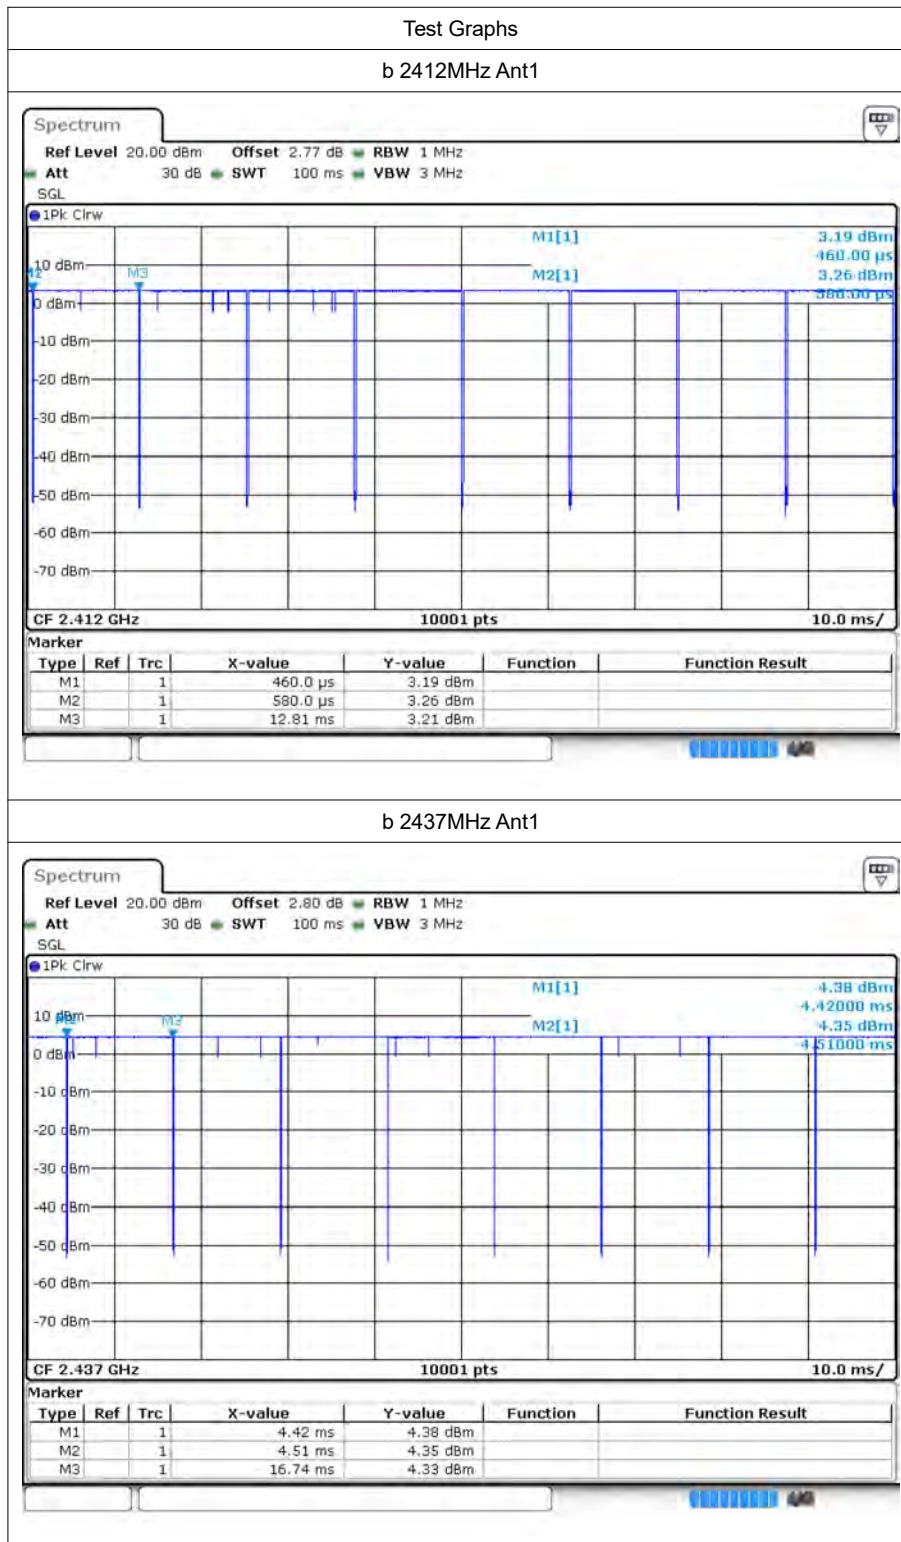 Test Graphs
b 2412MHz Ant1
Spectrum
Ref Level 20.00 dBm Offset 2.77 dB RBW 1 MHz
Att 30 dB SWT 100 ms VBW 3 MHz
SGL
1Pk Clrw
M1[1] 3.19 dBm
460.00 µs
10 dBm
M3
M2[1] 3.26 dBm
580.00 µs
0 dBm
-10 dBm
-20 dBm
-30 dBm
-40 dBm
-50 dBm
-60 dBm
-70 dBm
CF 2.412 GHz 10001 pts 10.0 ms/
Marker
Type Ref Trc X-value Y-value Function Function Result
M1 1 460.0 µs 3.19 dBm
M2 1 580.0 µs 3.26 dBm
M3 1 12.81 ms 3.21 dBm
b 2437MHz Ant1
Spectrum
Ref Level 20.00 dBm Offset 2.80 dB RBW 1 MHz
Att 30 dB SWT 100 ms VBW 3 MHz
SGL
1Pk Clrw
M1[1] 4.38 dBm
4.42000 ms
10 dBm
M3
M2[1] 4.35 dBm
4.51000 ms
0 dBm
-10 dBm
-20 dBm
-30 dBm
-40 dBm
-50 dBm
-60 dBm
-70 dBm
CF 2.437 GHz 10001 pts 10.0 ms/
Marker
Type Ref Trc X-value Y-value Function Function Result
M1 1 4.42 ms 4.38 dBm
M2 1 4.51 ms 4.35 dBm
M3 1 16.74 ms 4.33 dBm